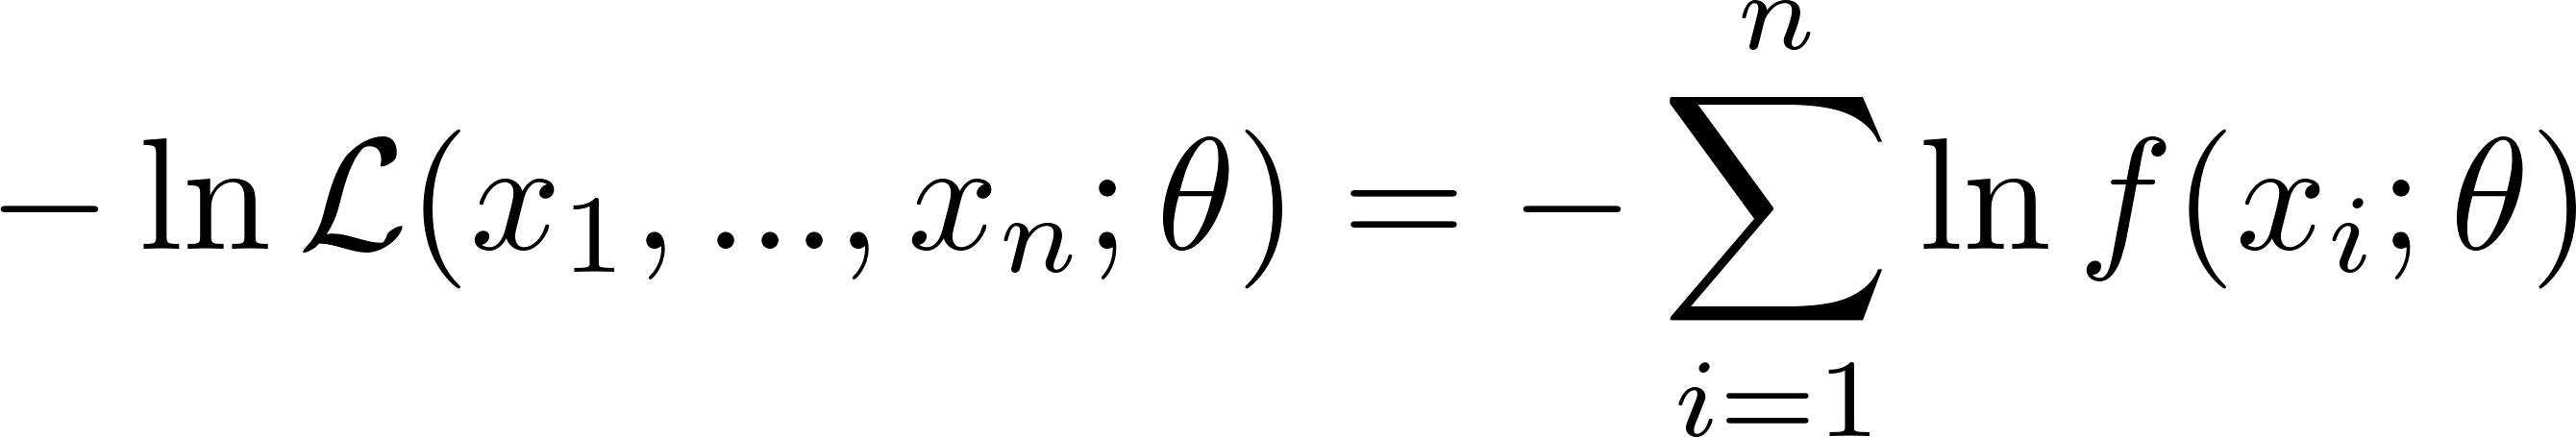 $-\ln \mathcal{L}(x_1, ..., x_n; \theta) = -\sum_{i=1}^{n} \ln f(x_i; \theta)$